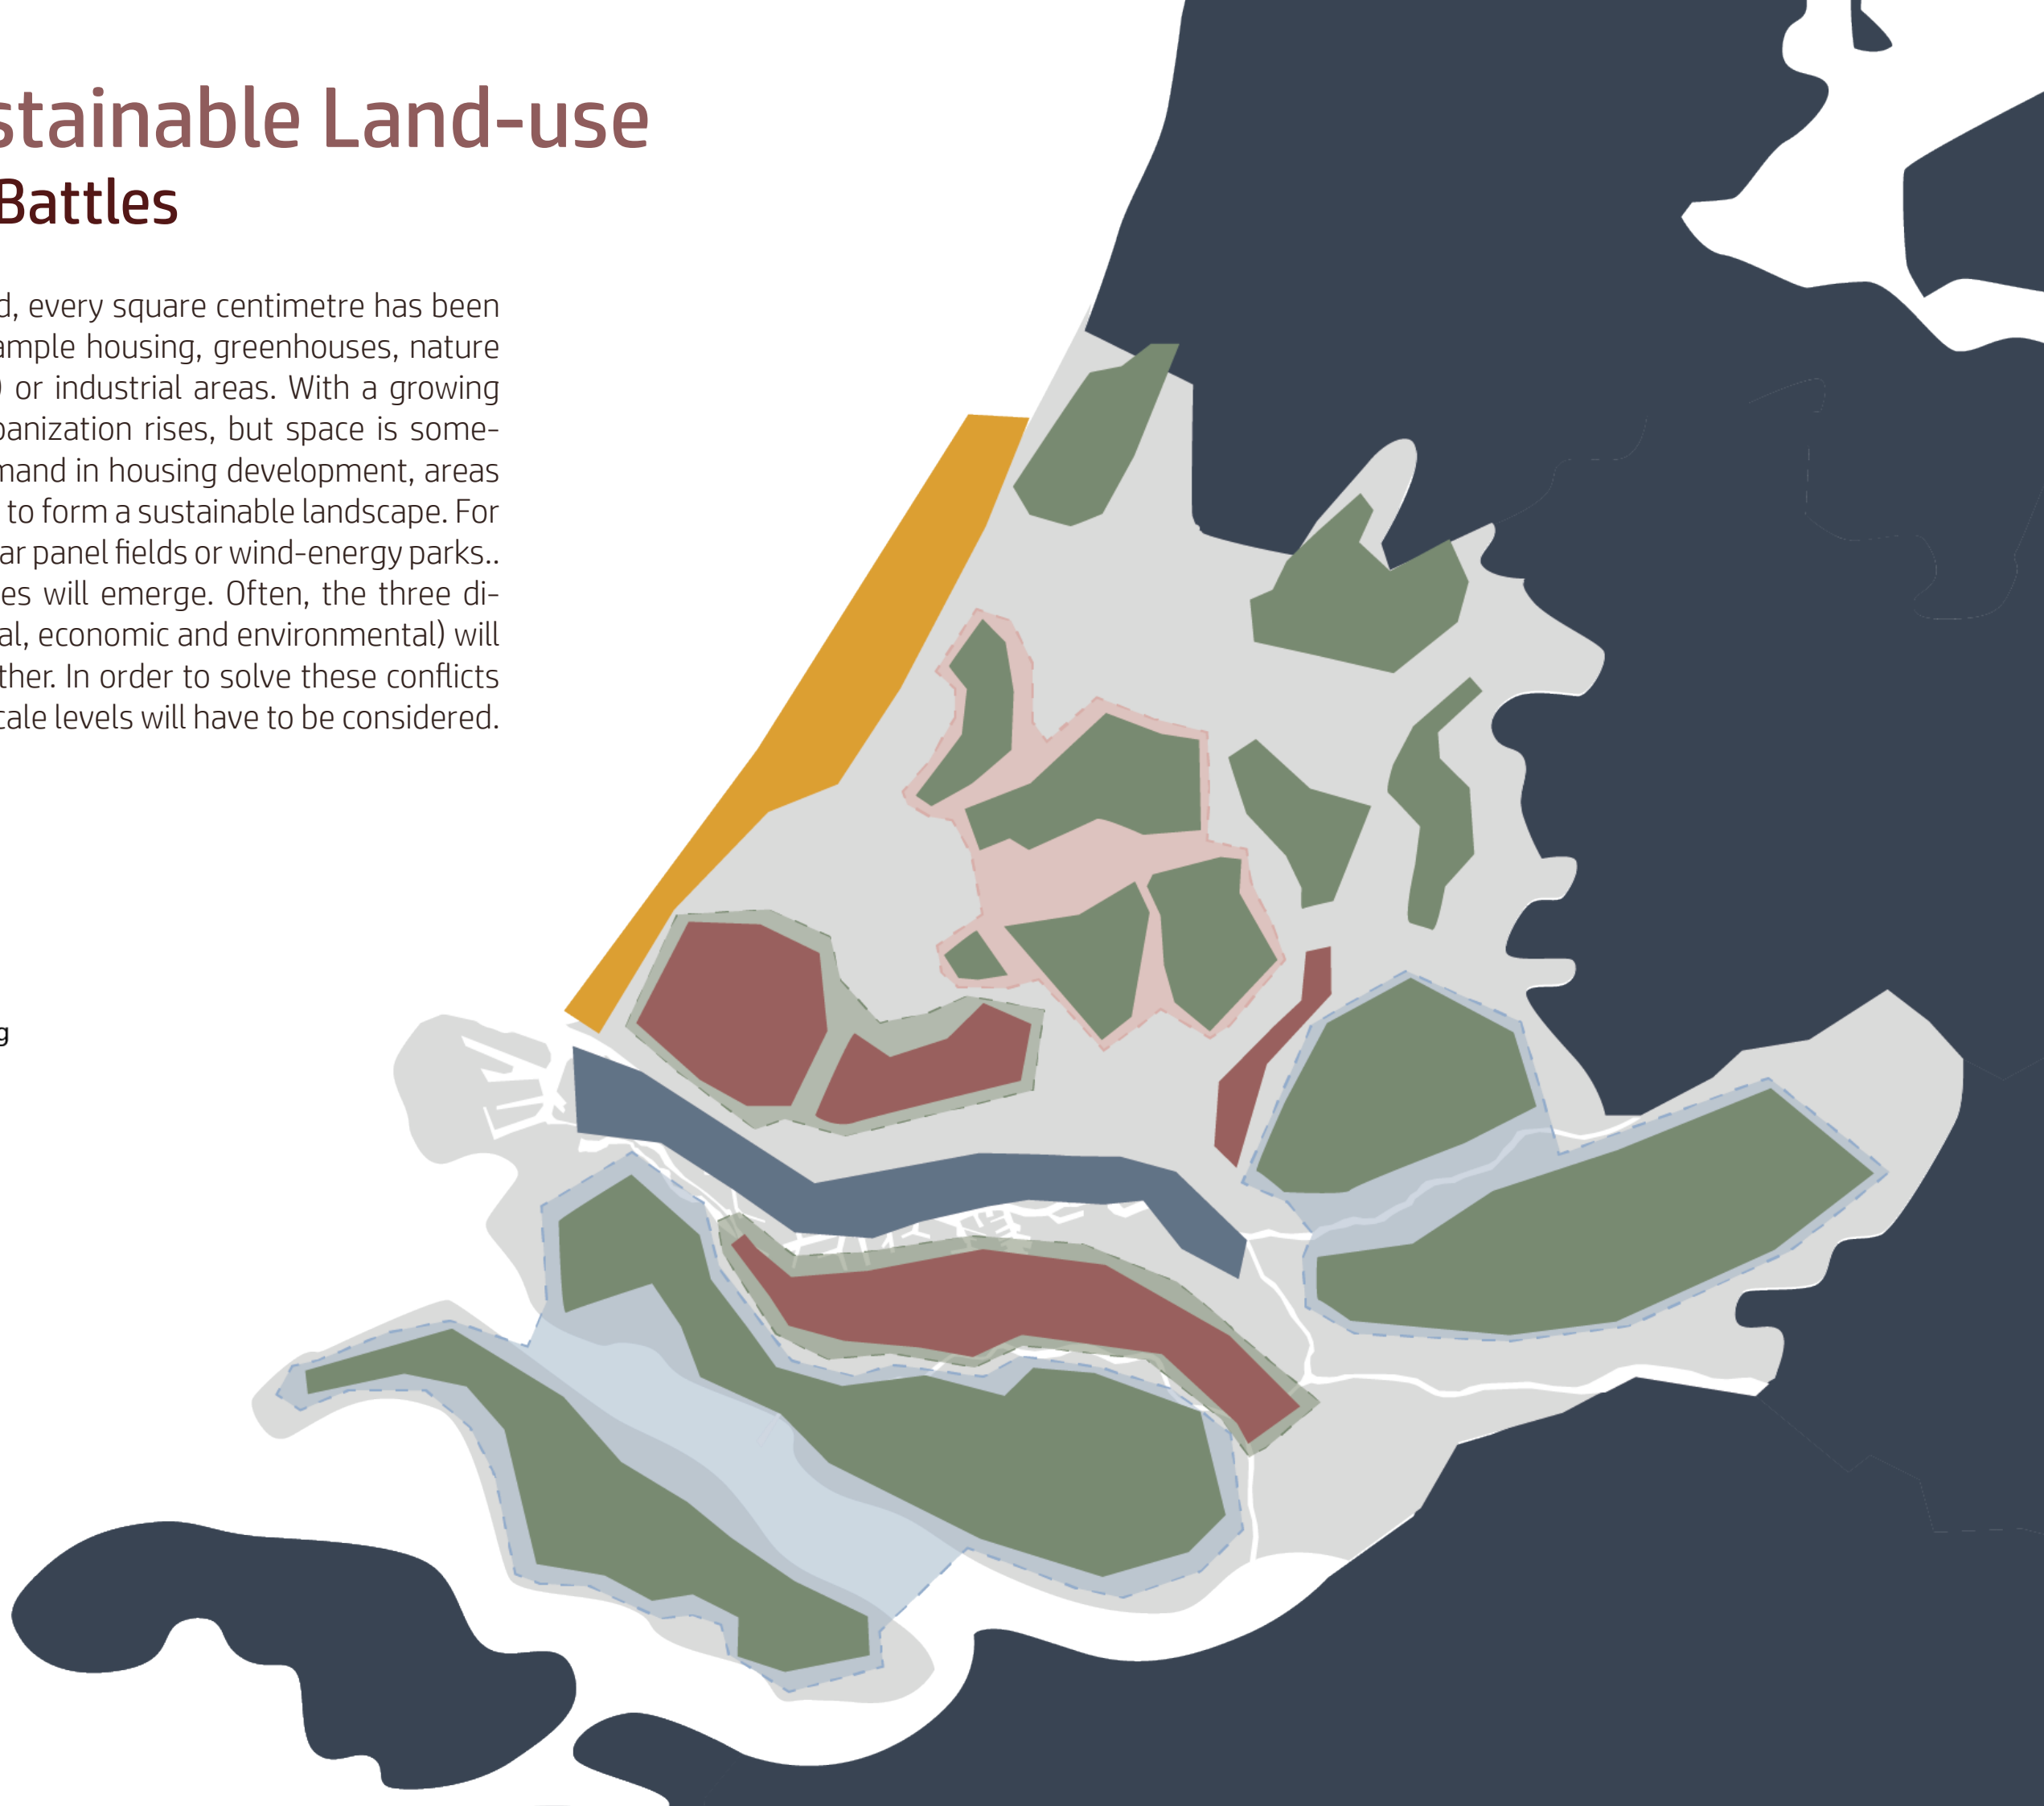 stainable Land-use
Battles
d, every square centimetre has been
ample housing, greenhouses, nature
) or industrial areas. With a growing
banization rises, but space is some-
mand in housing development, areas
to form a sustainable landscape. For
ar panel fields or wind-energy parks..
es will emerge. Often, the three di-
al, economic and environmental) will
ther. In order to solve these conflicts
cale levels will have to be considered.
g